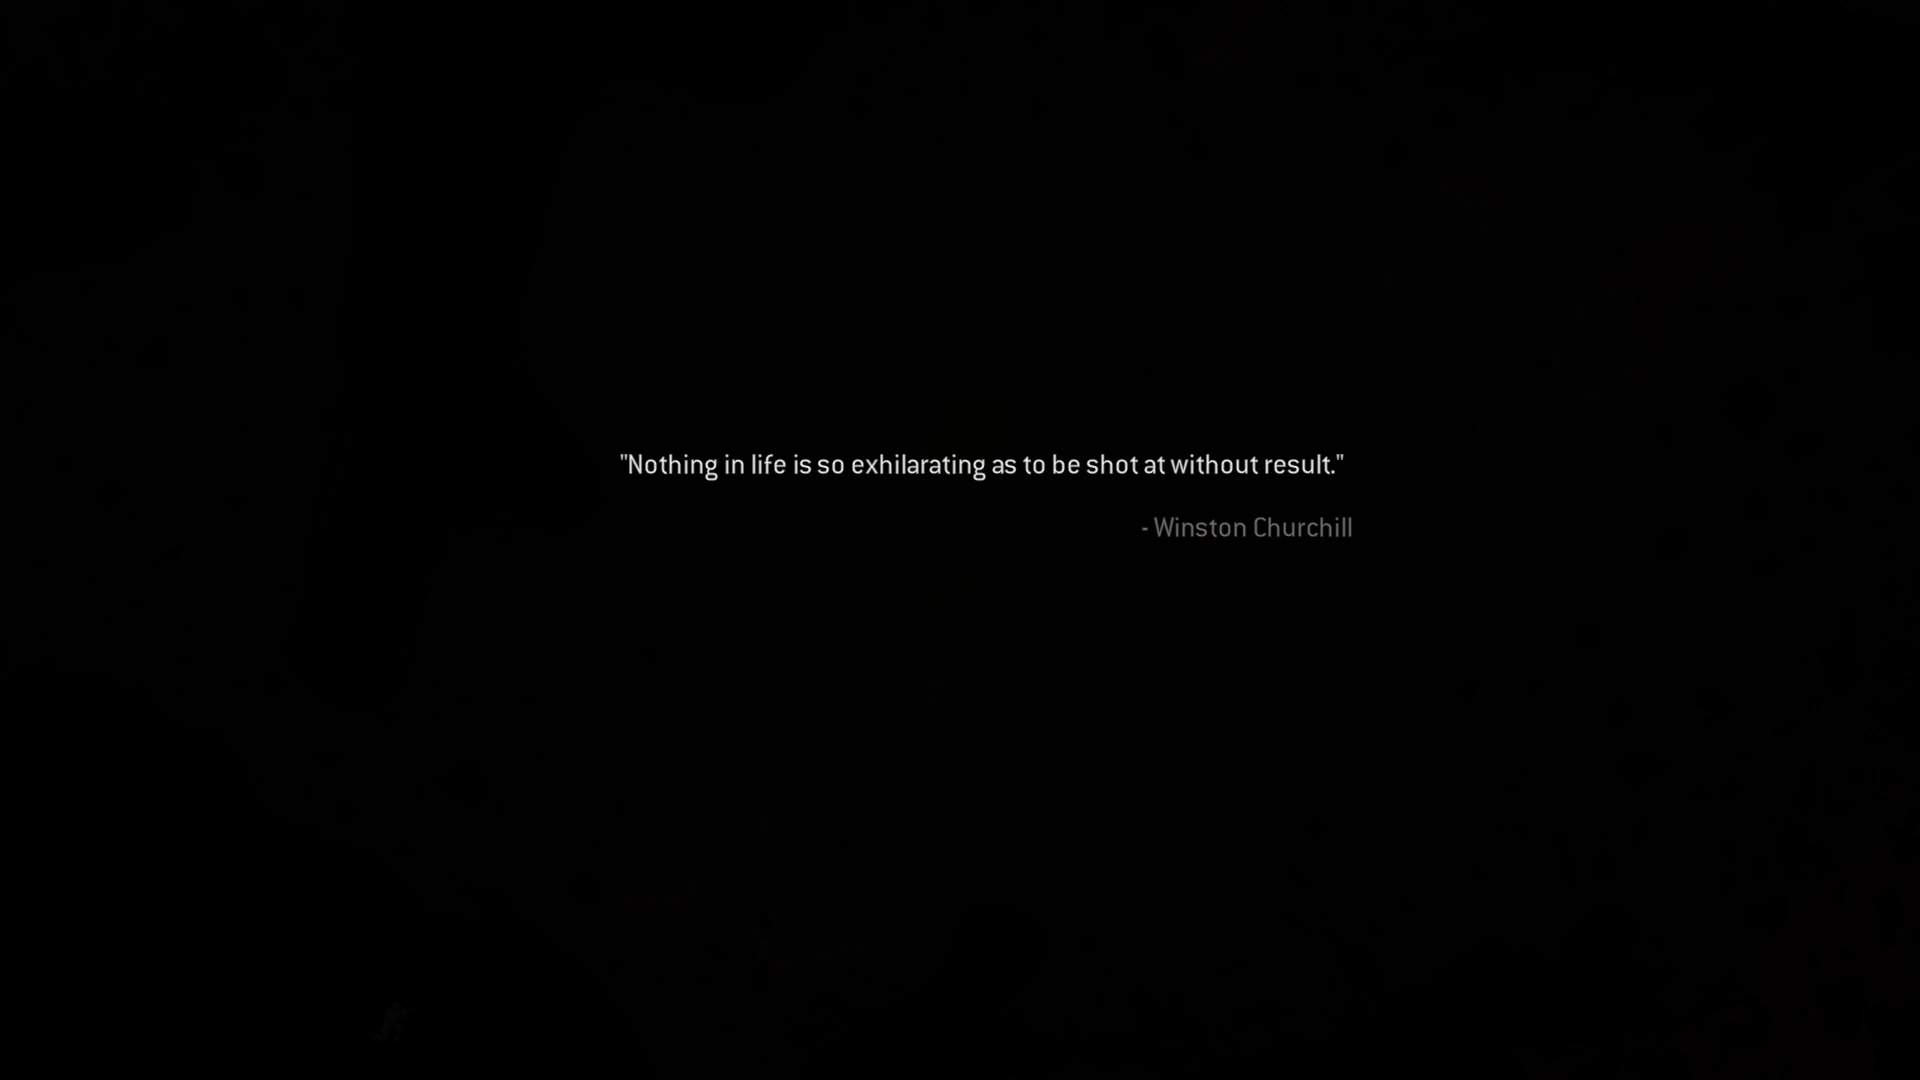 "Nothing in life is so exhilarating as to be shot at without result."
- Winston Churchill